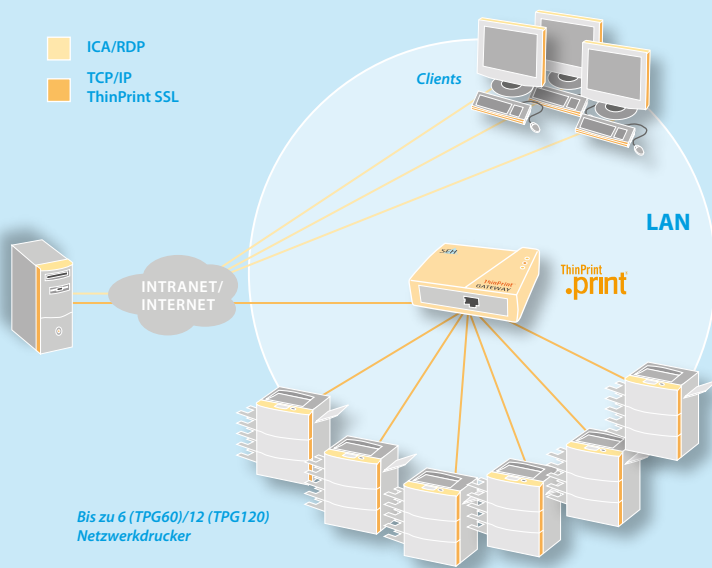 ICA/RDP
TCP/IP
ThinPrint SSL
Clients
LAN
INTRANET/
INTERNET
SEH
ThinPrint
GATEWAY
ThinPrint
.print
Bis zu 6 (TPG60)/12 (TPG120)
Netzwerkdrucker